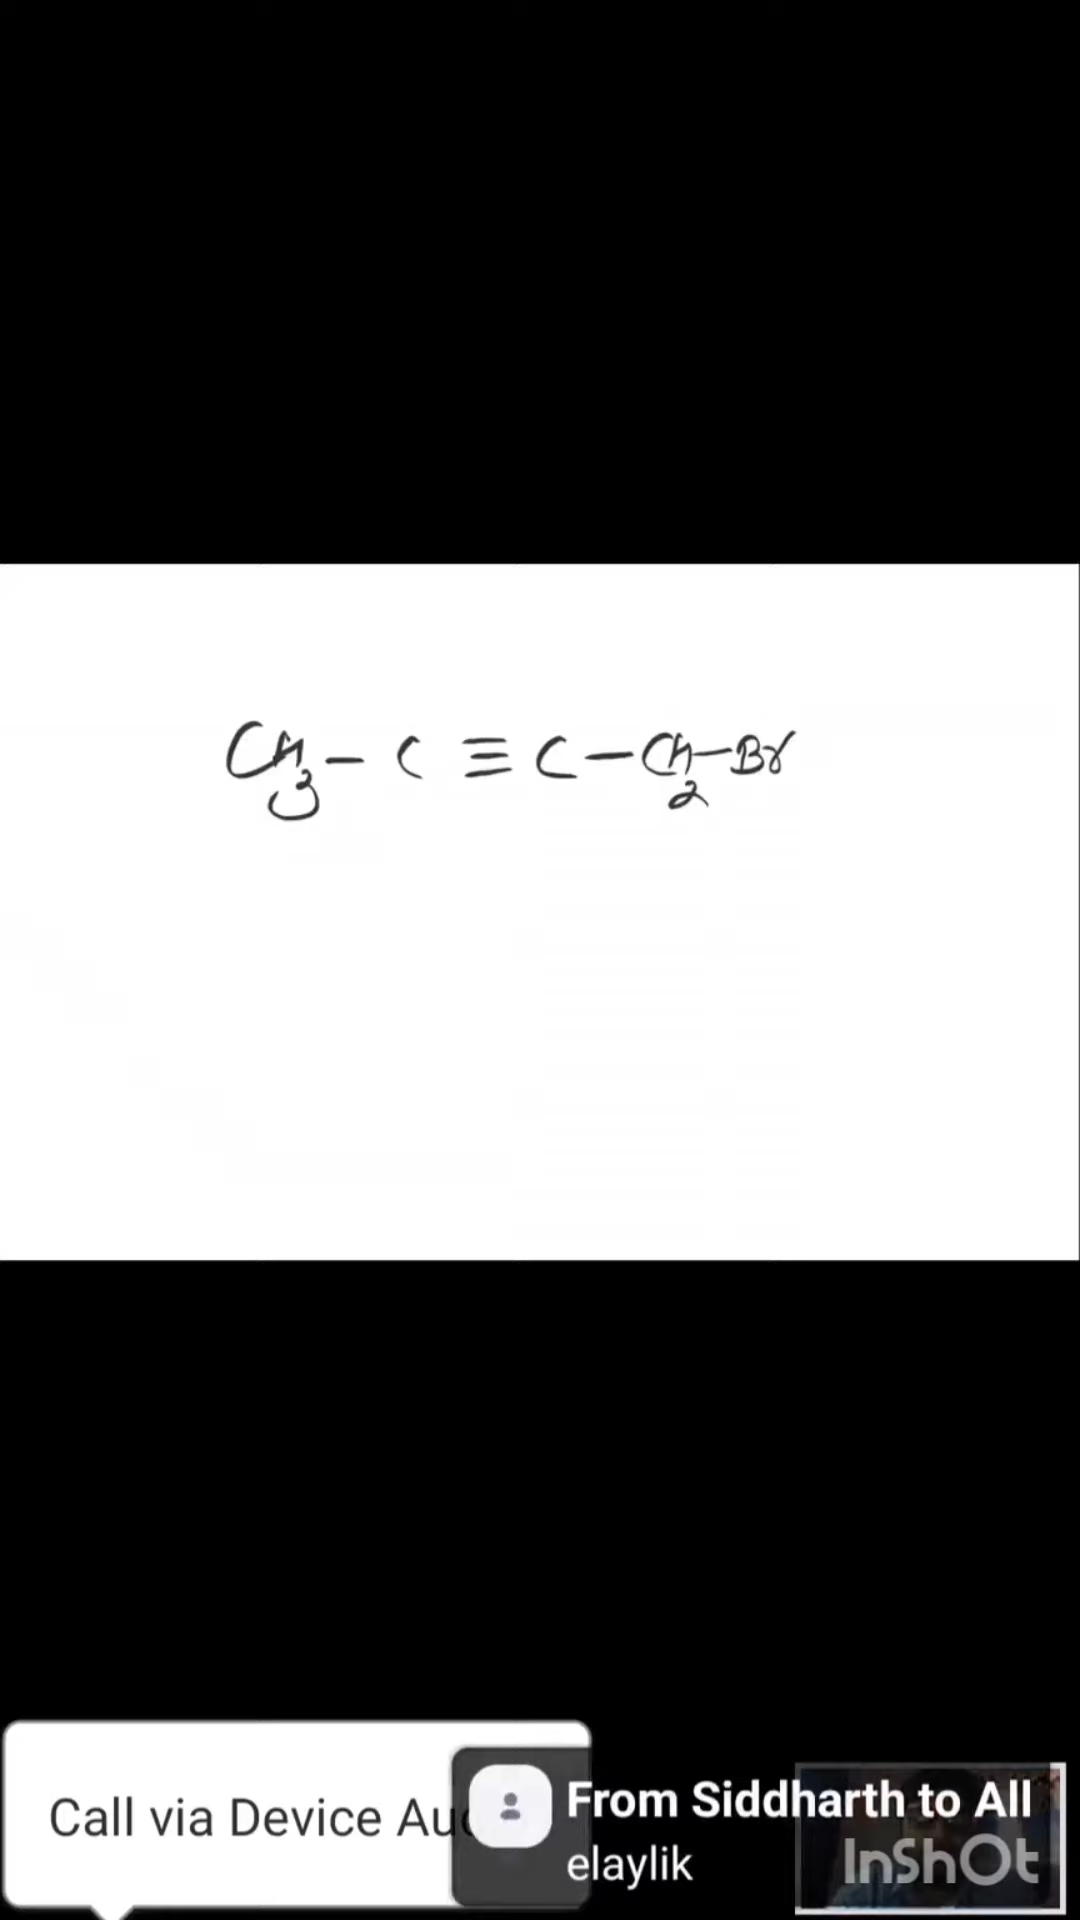 CH₃ – C ≡ C – CH₂ – Br
Call via Device Au
From Siddharth to All
elaylik
InShOt